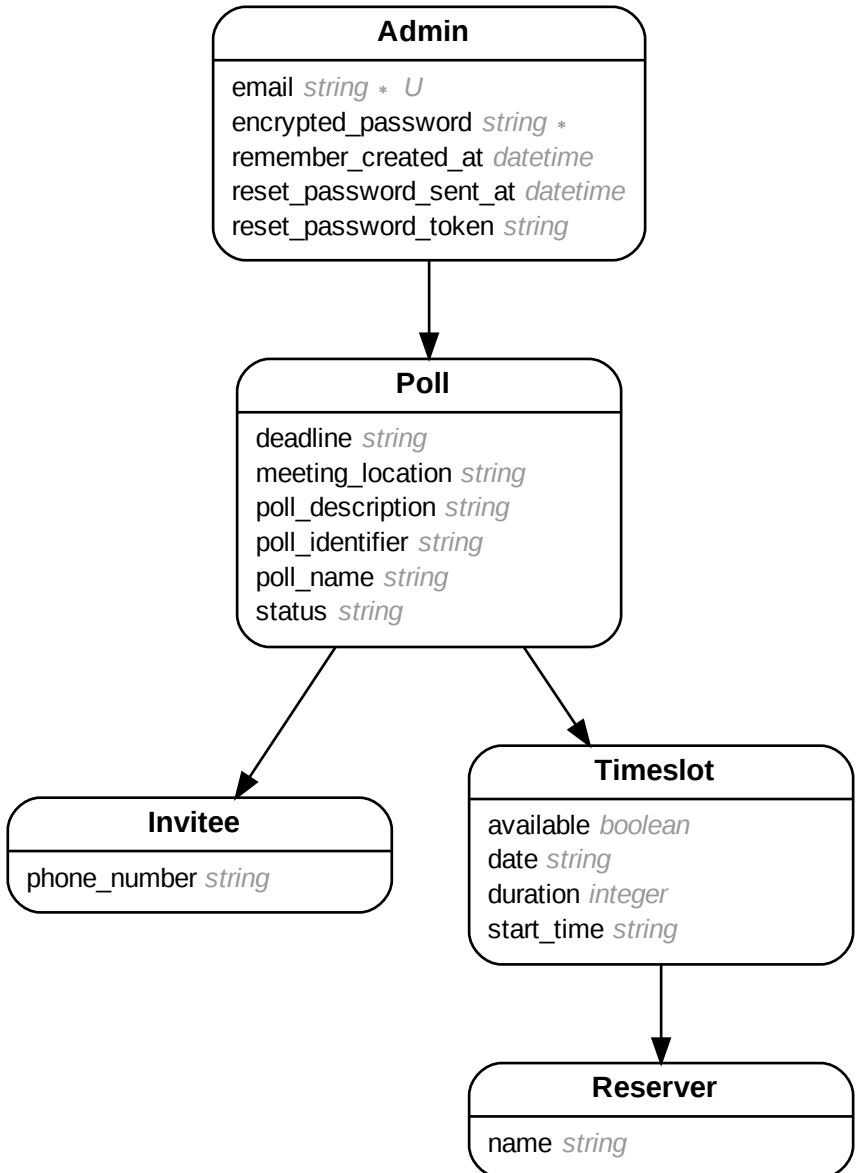 Admin
email string * U
encrypted_password string *
remember_created_at datetime
reset_password_sent_at datetime
reset_password_token string
Poll
deadline string
meeting_location string
poll_description string
poll_identifier string
poll_name string
status string
Invitee
phone_number string
Timeslot
available boolean
date string
duration integer
start_time string
Reserver
name string